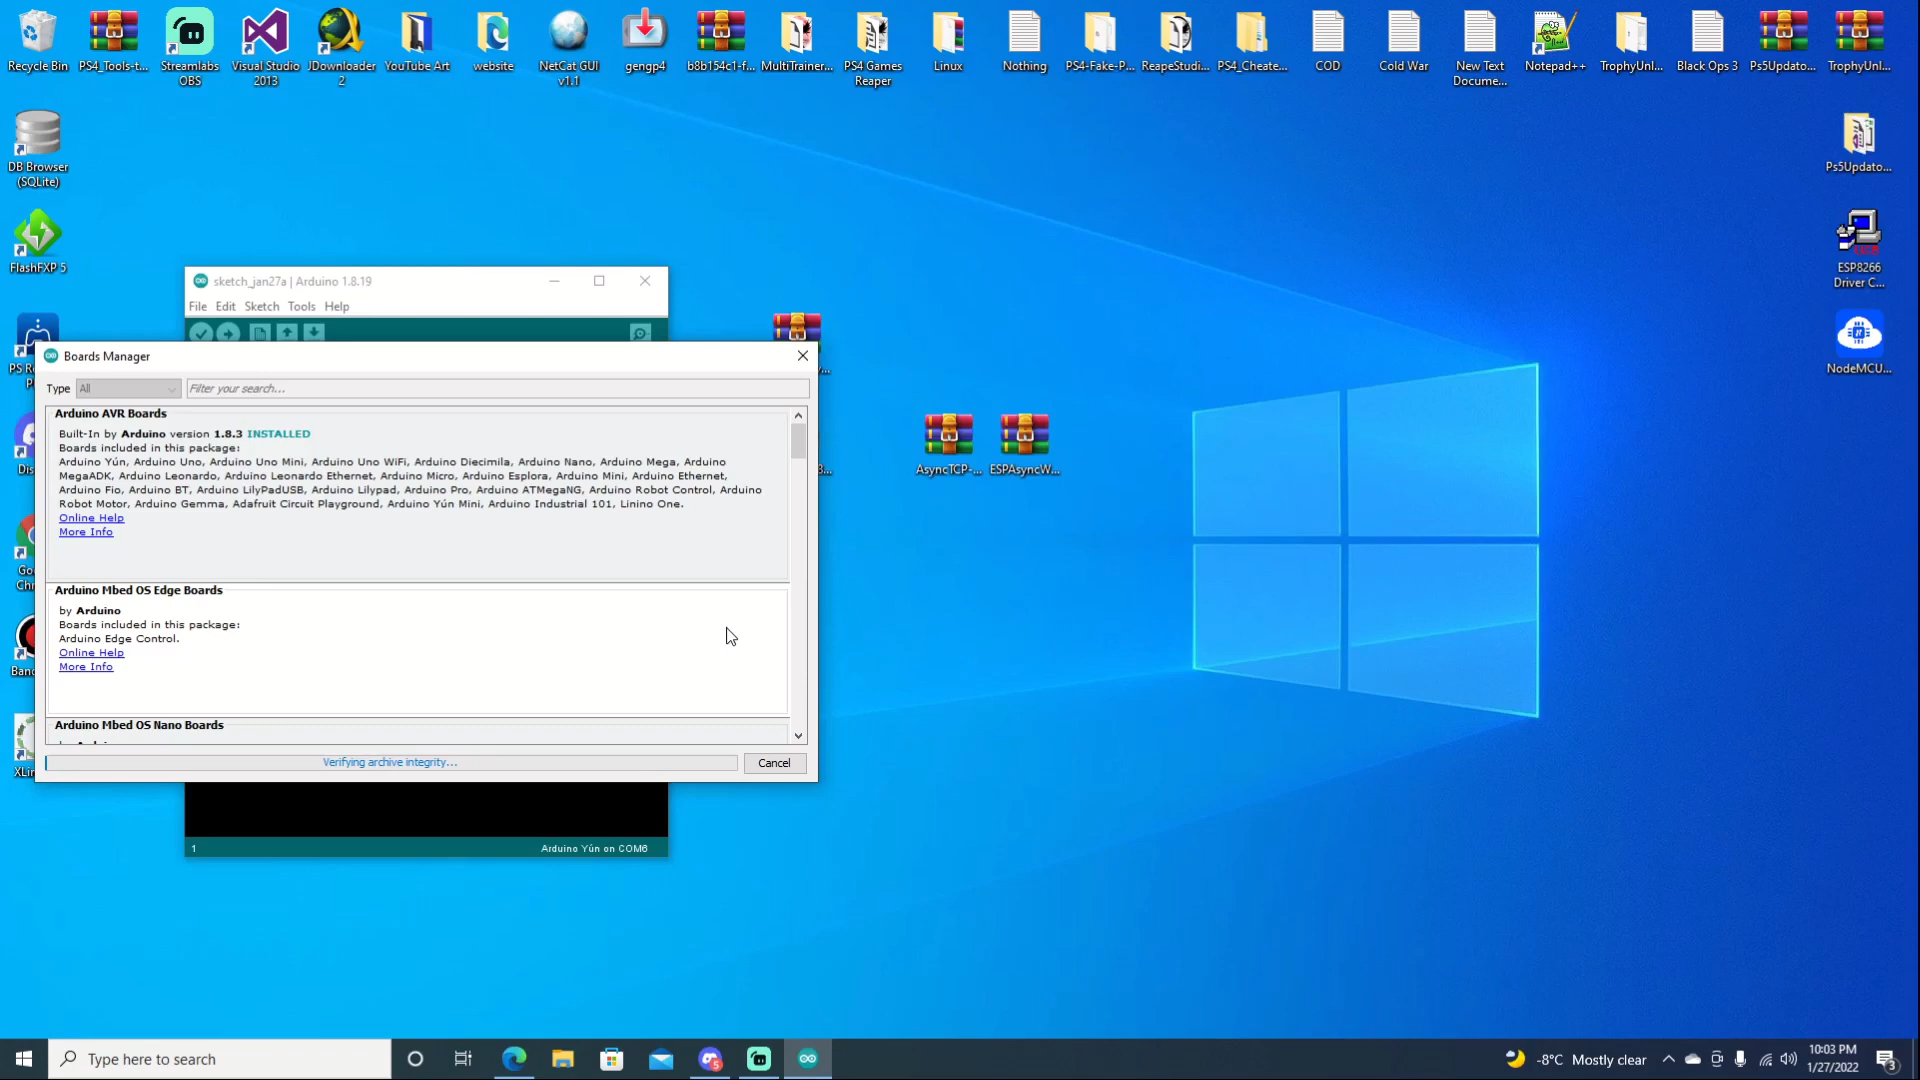 Recycle Bin
PS4_Tools-t...
Streamlabs OBS
Visual Studio 2013
JDownloader 2
YouTube Art
website
NetCat GUI v1.1
gengp4
b8b154c1-f...
MultiTrainer...
PS4 Games Reaper
Linux
Nothing
PS4-Fake-P...
ReapeStudi...
PS4_Cheate...
COD
Cold War
New Text Docume...
Notepad++
TrophyUnl...
Black Ops 3
Ps5Updato...
TrophyUnl...
DB Browser (SQLite)
Ps5Updato...
FlashFXP 5
ESP8266 Driver C...
NodeMCU...
sketch_jan27a | Arduino 1.8.19
File Edit Sketch Tools Help
Boards Manager
Type All Filter your search...
Arduino AVR Boards
Built-In by Arduino version 1.8.3 INSTALLED
Boards included in this package:
Arduino Yún, Arduino Uno, Arduino Uno Mini, Arduino Uno WiFi, Arduino Diecimila, Arduino Nano, Arduino Mega, Arduino
MegaADK, Arduino Leonardo, Arduino Leonardo Ethernet, Arduino Micro, Arduino Esplora, Arduino Mini, Arduino Ethernet,
Arduino Fio, Arduino BT, Arduino LilyPadUSB, Arduino Lilypad, Arduino Pro, Arduino ATMegaNG, Arduino Robot Control, Arduino
Robot Motor, Arduino Gemma, Adafruit Circuit Playground, Arduino Yún Mini, Arduino Industrial 101, Linino One.
Online Help
More Info
Arduino Mbed OS Edge Boards
by Arduino
Boards included in this package:
Arduino Edge Control.
Online Help
More Info
Arduino Mbed OS Nano Boards
Verifying archive integrity...
Cancel
1
Arduino Yún on COM6
AsyncTCP-...
ESPAsyncW...
Type here to search
-8°C Mostly clear
10:03 PM
1/27/2022
3